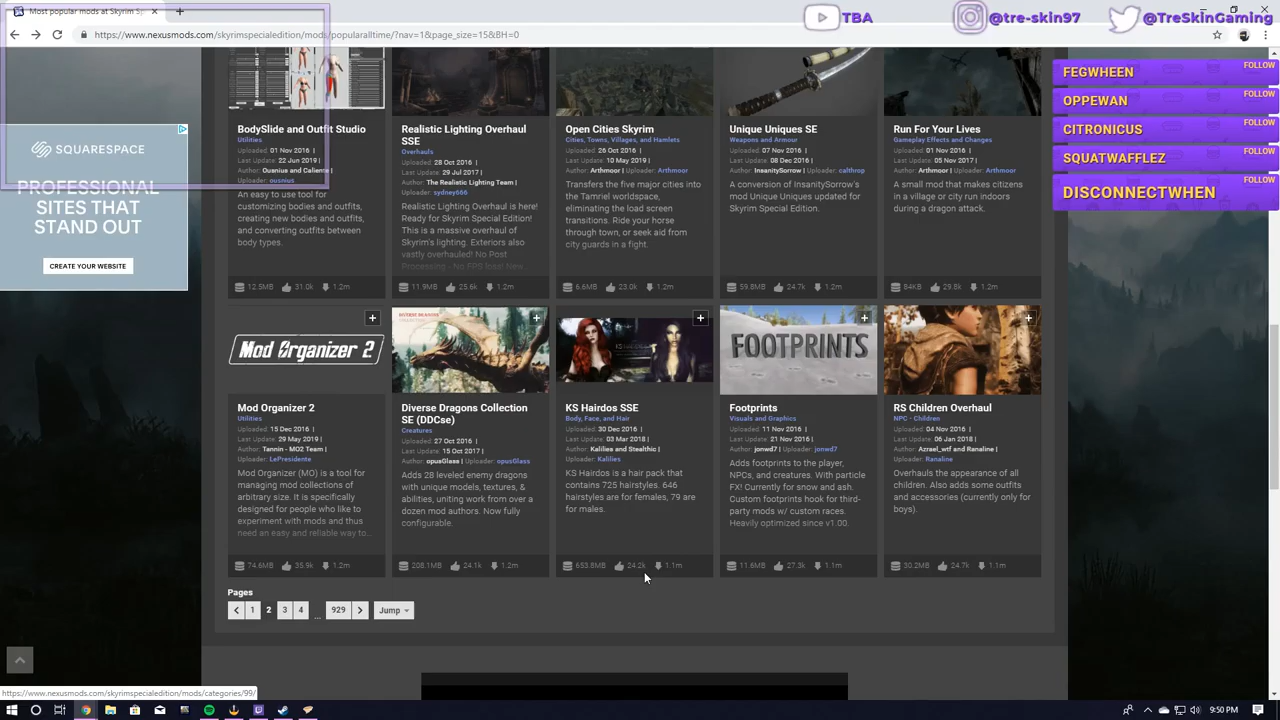 Most popular mods at Skyrim Sp
https://www.nexusmods.com/skyrimspecialedition/mods/popularalltime/?nav=1&page_size=15&BH=0
TBA
@tre-skin97
@TreSkinGaming
FOLLOW
FEGWHEEN
FOLLOW
OPPEWAN
FOLLOW
CITRONICUS
FOLLOW
SQUATWAFFLEZ
FOLLOW
DISCONNECTWHEN
SQUARESPACE
PROFESSIONAL
SITES THAT
STAND OUT
CREATE YOUR WEBSITE
BodySlide and Outfit Studio
Utilities
Uploaded: 01 Nov 2016 |
Last Update: 22 Jun 2019 |
Author: Ousnius and Caliente |
Uploader: ousnius
An easy to use tool for
customizing bodies and outfits,
creating new bodies and outfits,
and converting outfits between
body types.
12.5MB 31.0k 1.2m
Realistic Lighting Overhaul
SSE
Overhauls
Uploaded: 28 Oct 2016 |
Last Update: 29 Jul 2017 |
Author: The Realistic Lighting Team |
Uploader: sydney666
Realistic Lighting Overhaul is here!
Ready for Skyrim Special Edition!
This is a massive overhaul of
Skyrim's lighting. Exteriors also
vastly overhauled! No Post
Processing - No FPS loss! New
11.9MB 25.6k 1.2m
Open Cities Skyrim
Cities, Towns, Villages, and Hamlets
Uploaded: 26 Oct 2016 |
Last Update: 10 May 2019 |
Author: Arthmoor | Uploader: Arthmoor
Transfers the five major cities into
the Tamriel worldspace,
eliminating the load screen
transitions. Ride your horse
through town, or seek aid from
city guards in a fight.
6.6MB 23.0k 1.2m
Unique Uniques SE
Weapons and Armour
Uploaded: 07 Nov 2016 |
Last Update: 08 Dec 2016 |
Author: InsanitySorrow | Uploader: calthrop
A conversion of InsanitySorrow's
mod Unique Uniques updated for
Skyrim Special Edition.
59.8MB 24.7k 1.2m
Run For Your Lives
Gameplay Effects and Changes
Uploaded: 01 Nov 2016 |
Last Update: 05 Nov 2017 |
Author: Arthmoor | Uploader: Arthmoor
A small mod that makes citizens
in a village or city run indoors
during a dragon attack.
84KB 29.8k 1.2m
Mod Organizer 2
Mod Organizer 2
Utilities
Uploaded: 15 Dec 2016 |
Last Update: 29 May 2019 |
Author: Tannin - MO2 Team |
Uploader: LePresidente
Mod Organizer (MO) is a tool for
managing mod collections of
arbitrary size. It is specifically
designed for people who like to
experiment with mods and thus
need an easy and reliable way to...
74.6MB 35.9k 1.2m
Diverse Dragons Collection
SE (DDCse)
Creatures
Uploaded: 27 Oct 2016 |
Last Update: 15 Oct 2017 |
Author: opusGlass | Uploader: opusGlass
Adds 28 leveled enemy dragons
with unique models, textures, &
abilities, uniting work from over a
dozen mod authors. Now fully
configurable.
208.1MB 24.1k 1.2m
KS Hairdos SSE
Body, Face, and Hair
Uploaded: 30 Dec 2016 |
Last Update: 03 Mar 2018 |
Author: Kalilies and Stealthic |
Uploader: Kalilies
KS Hairdos is a hair pack that
contains 725 hairstyles. 646
hairstyles are for females, 79 are
for males.
653.8MB 24.2k 1.1m
FOOTPRINTS
Footprints
Visuals and Graphics
Uploaded: 11 Nov 2016 |
Last Update: 21 Nov 2016 |
Author: jonwd7 | Uploader: jonwd7
Adds footprints to the player,
NPCs, and creatures. With particle
FX! Currently for snow and ash.
Custom footprints hook for third-
party mods w/ custom races.
Heavily optimized since v1.00.
11.6MB 27.3k 1.1m
RS Children Overhaul
NPC - Children
Uploaded: 04 Nov 2016 |
Last Update: 06 Jan 2018 |
Author: Azrael_wtf and Ranaline |
Uploader: Ranaline
Overhauls the appearance of all
children. Also adds some outfits
and accessories (currently only for
boys).
30.2MB 24.7k 1.1m
Pages
1 2 3 4 ... 929 Jump
https://www.nexusmods.com/skyrimspecialedition/mods/categories/99/
9:50 PM